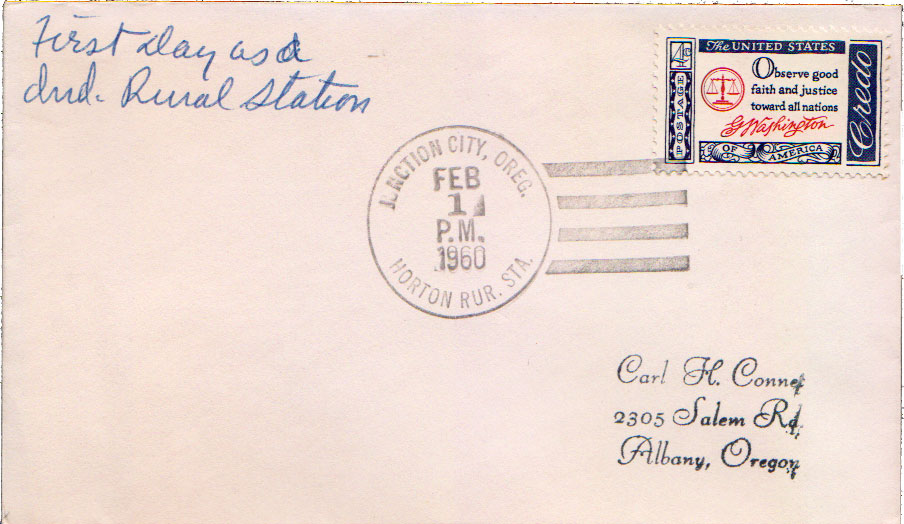 First Day as a
Ind. Rural Station
4¢
POSTAGE
The UNITED STATES
Observe good
faith and justice
toward all nations
G Washington
OF AMERICA
Credo
JUNCTION CITY, OREG.
FEB
1
P.M.
1960
HORTON RUR. STA.
Carl H. Conner
2305 Salem Rd.
Albany, Oregon